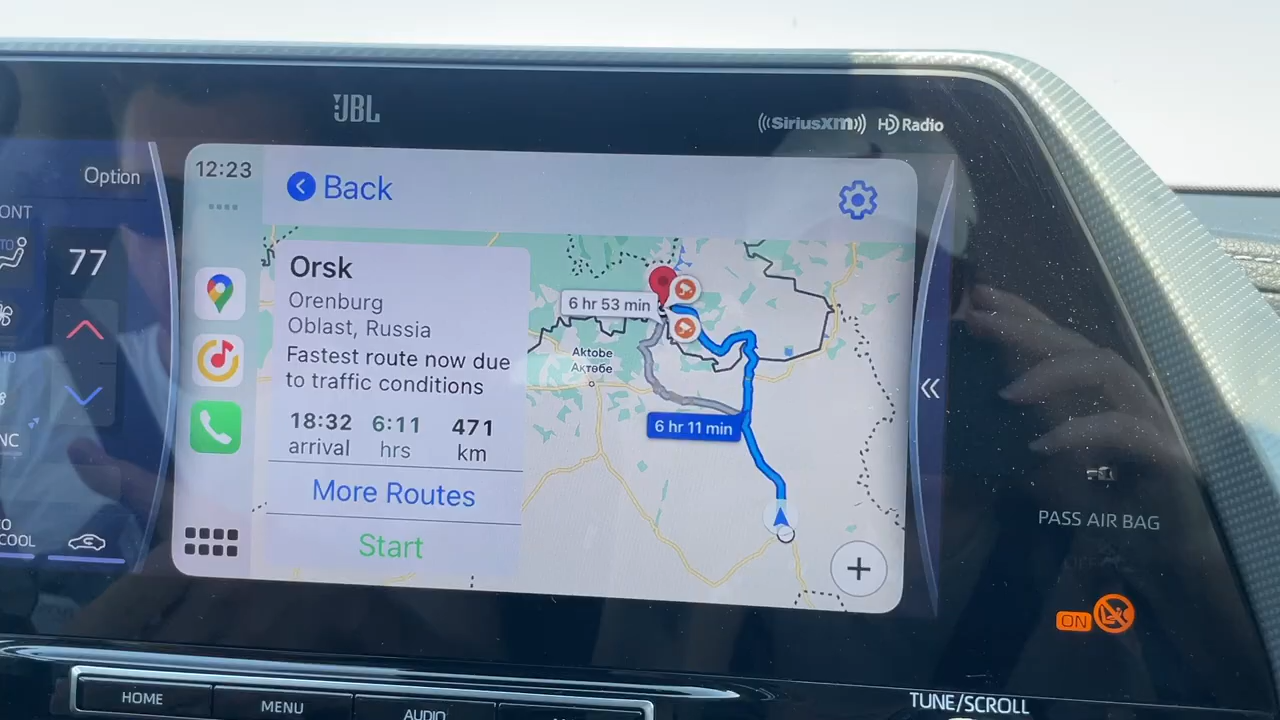 JBL
SiriusXM
HD Radio
Option
12:23
Back
77
Orsk
Orenburg
Oblast, Russia
Fastest route now due
to traffic conditions
18:32 6:11 471
arrival hrs km
More Routes
Start
6 hr 53 min
Aktobe
Ақтөбе
6 hr 11 min
+
COOL
PASS AIR BAG
ON
HOME
MENU
AUDIO
TUNE/SCROLL